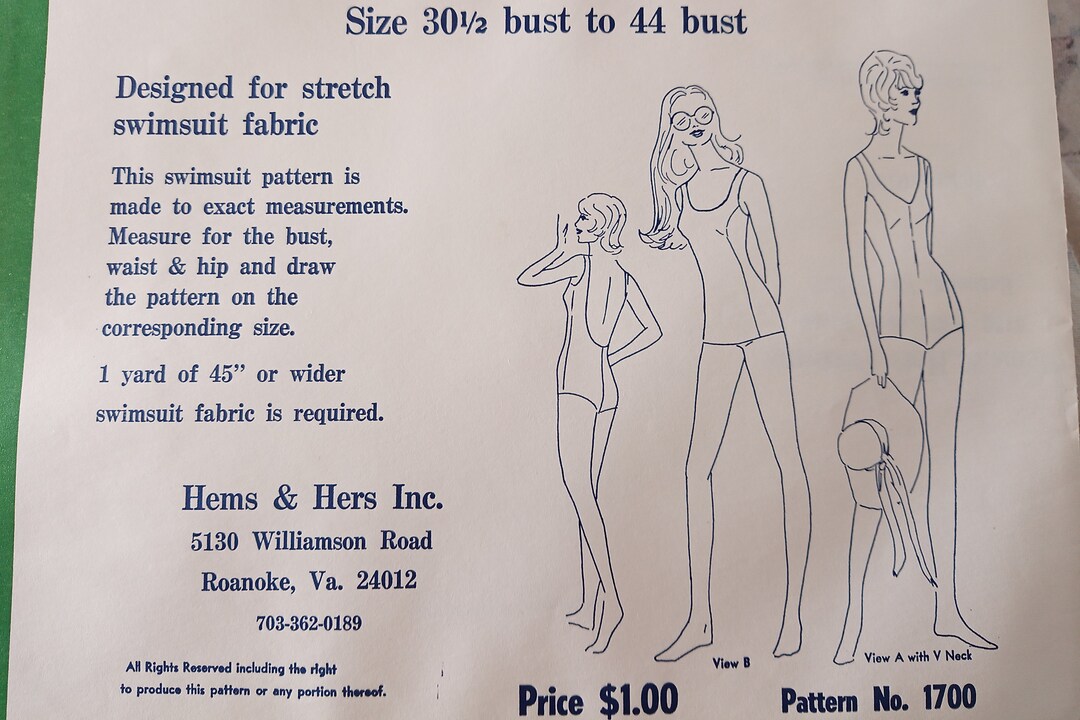 Size 30½ bust to 44 bust
Designed for stretch
swimsuit fabric
This swimsuit pattern is
made to exact measurements.
Measure for the bust,
waist & hip and draw
the pattern on the
corresponding size.
1 yard of 45” or wider
swimsuit fabric is required.
Hems & Hers Inc.
5130 Williamson Road
Roanoke, Va. 24012
703-362-0189
All Rights Reserved including the right
to produce this pattern or any portion thereof.
View B
View A with V Neck
Price $1.00
Pattern No. 1700